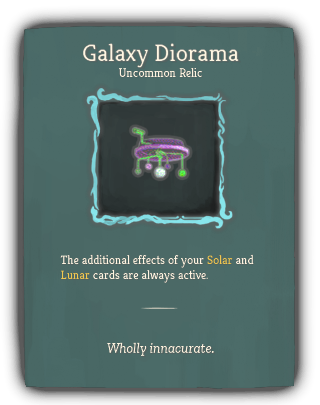 Galaxy Diorama
Uncommon Relic
The additional effects of your Solar and
Lunar cards are always active.
Wholly innacurate.